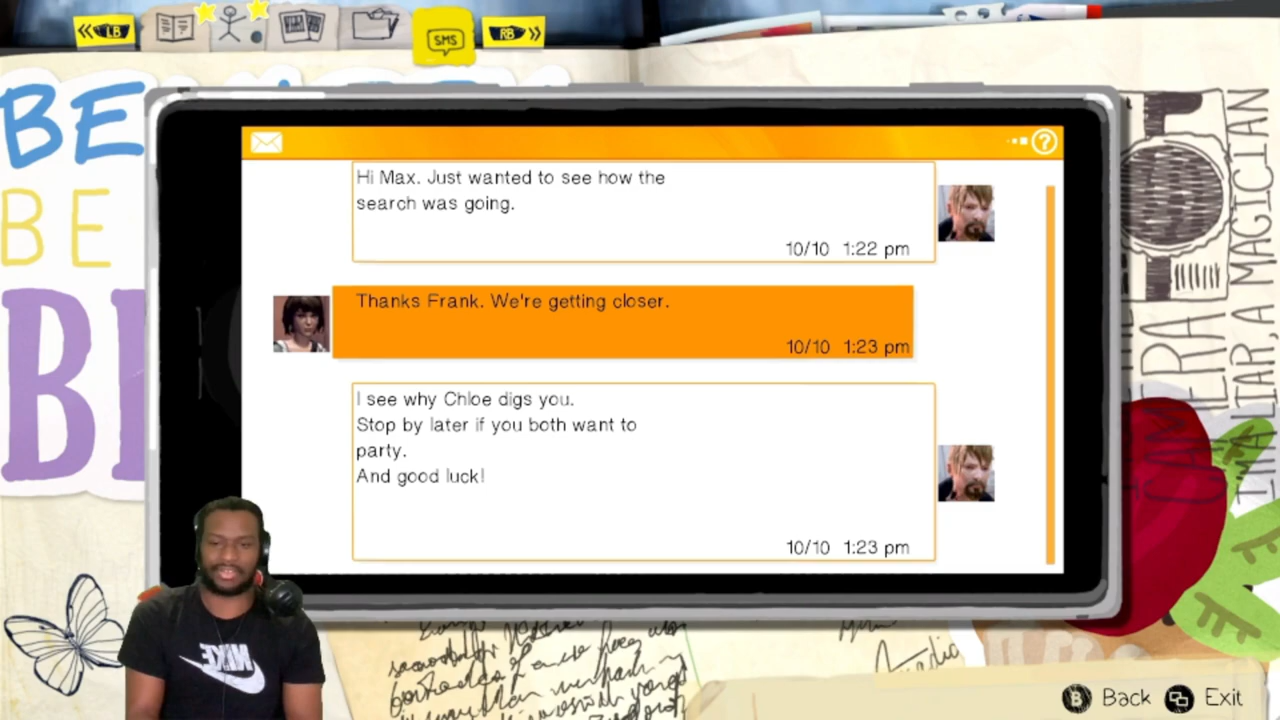 LB
SMS
RB
BE
BE
Hi Max. Just wanted to see how the
search was going.
10/10 1:22 pm
Thanks Frank. We're getting closer.
10/10 1:23 pm
I see why Chloe digs you.
Stop by later if you both want to
party.
And good luck!
10/10 1:23 pm
CAMERA
I'M A LIAR, A MAGICIAN
NIKE
B Back
Exit